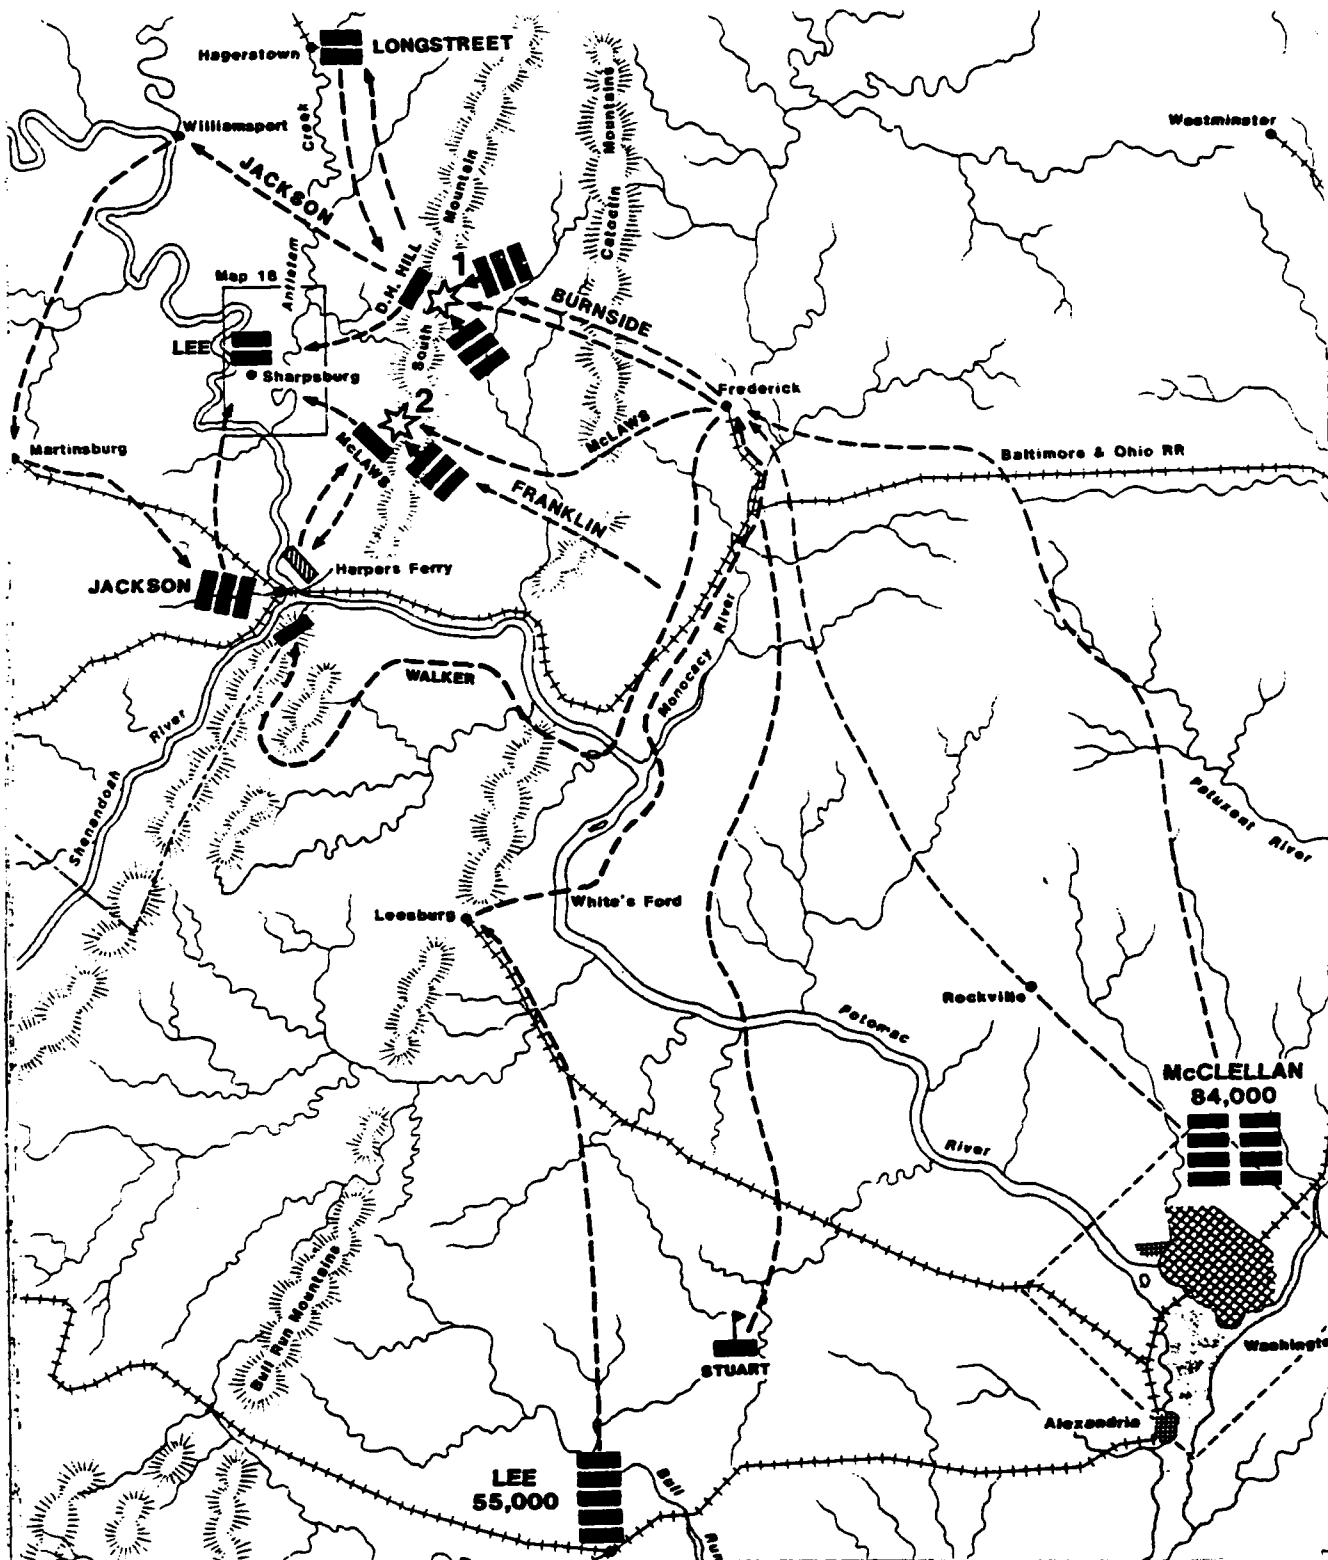 Hagerstown
LONGSTREET
Williamsport
Creek
Mountains
Westminster
JACKSON
Mountain
Catoctin
Map 18
Antietam
D.H. HILL
1
BURNSIDE
LEE
South
Sharpsburg
Frederick
2
McLAWS
McLAWS
Martinsburg
Baltimore & Ohio RR
FRANKLIN
JACKSON
Harpers Ferry
River
Monocacy
WALKER
River
Shenandoah
Patuxent River
Leesburg
White's Ford
Rockville
Potomac
McCLELLAN
84,000
River
Bull Run Mountains
STUART
Washingto
Alexandria
LEE
55,000
Bull
Run